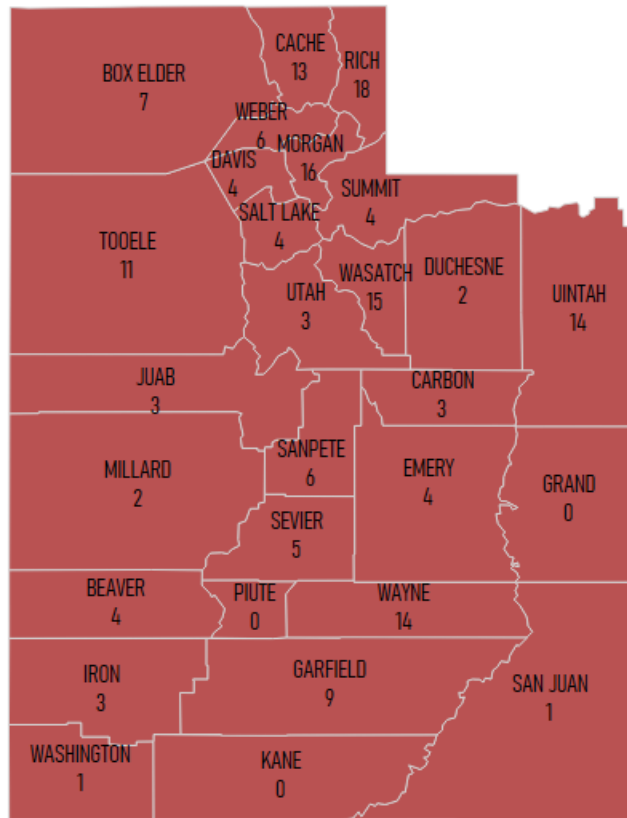 CACHE
13
RICH
18
BOX ELDER
7
WEBER
6
MORGAN
16
DAVIS
4
SUMMIT
4
SALT LAKE
4
TOOELE
11
WASATCH
15
DUCHESNE
2
UINTAH
14
UTAH
3
JUAB
3
CARBON
3
SANPETE
6
MILLARD
2
EMERY
4
GRAND
0
SEVIER
5
BEAVER
4
PIUTE
0
WAYNE
14
IRON
3
GARFIELD
9
SAN JUAN
1
WASHINGTON
1
KANE
0